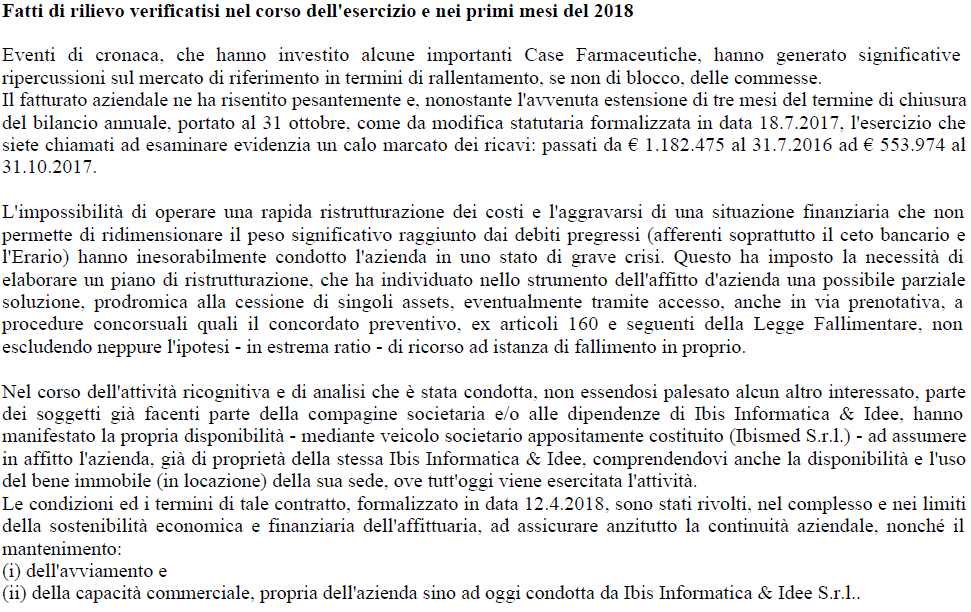 Fatti di rilievo verificatisi nel corso dell'esercizio e nei primi mesi del 2018
Eventi di cronaca, che hanno investito alcune importanti Case Farmaceutiche, hanno generato significative
ripercussioni sul mercato di riferimento in termini di rallentamento, se non di blocco, delle commesse.
Il fatturato aziendale ne ha risentito pesantemente e, nonostante l'avvenuta estensione di tre mesi del termine di chiusura
del bilancio annuale, portato al 31 ottobre, come da modifica statutaria formalizzata in data 18.7.2017, l'esercizio che
siete chiamati ad esaminare evidenzia un calo marcato dei ricavi: passati da € 1.182.475 al 31.7.2016 ad € 553.974 al
31.10.2017.
L'impossibilità di operare una rapida ristrutturazione dei costi e l'aggravarsi di una situazione finanziaria che non
permette di ridimensionare il peso significativo raggiunto dai debiti pregressi (afferenti soprattutto il ceto bancario e
l'Erario) hanno inesorabilmente condotto l'azienda in uno stato di grave crisi. Questo ha imposto la necessità di
elaborare un piano di ristrutturazione, che ha individuato nello strumento dell'affitto d'azienda una possibile parziale
soluzione, prodromica alla cessione di singoli assets, eventualmente tramite accesso, anche in via prenotativa, a
procedure concorsuali quali il concordato preventivo, ex articoli 160 e seguenti della Legge Fallimentare, non
escludendo neppure l'ipotesi - in estrema ratio - di ricorso ad istanza di fallimento in proprio.
Nel corso dell'attività ricognitiva e di analisi che è stata condotta, non essendosi palesato alcun altro interessato, parte
dei soggetti già facenti parte della compagine societaria e/o alle dipendenze di Ibis Informatica & Idee, hanno
manifestato la propria disponibilità - mediante veicolo societario appositamente costituito (Ibismed S.r.l.) - ad assumere
in affitto l'azienda, già di proprietà della stessa Ibis Informatica & Idee, comprendendovi anche la disponibilità e l'uso
del bene immobile (in locazione) della sua sede, ove tutt'oggi viene esercitata l'attività.
Le condizioni ed i termini di tale contratto, formalizzato in data 12.4.2018, sono stati rivolti, nel complesso e nei limiti
della sostenibilità economica e finanziaria dell'affittuaria, ad assicurare anzitutto la continuità aziendale, nonché il
mantenimento:
(i) dell'avviamento e
(ii) della capacità commerciale, propria dell'azienda sino ad oggi condotta da Ibis Informatica & Idee S.r.l..